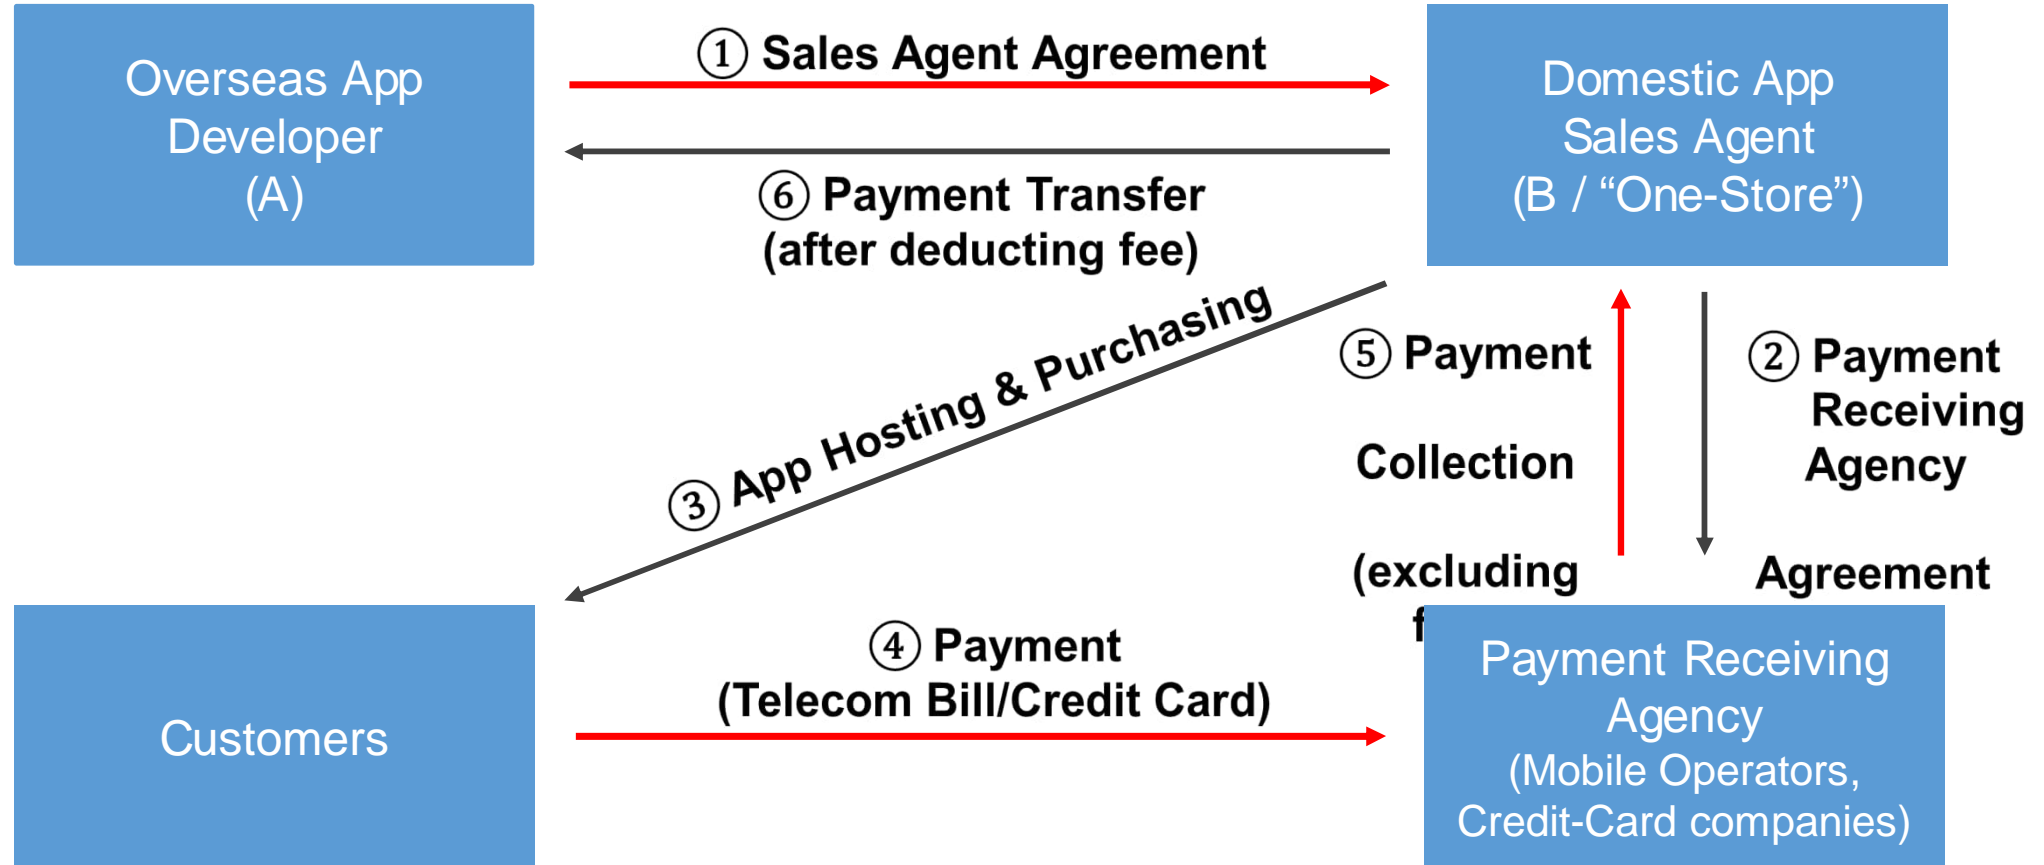 Overseas App
Developer
(A)
① Sales Agent Agreement
⑥ Payment Transfer
(after deducting fee)
Domestic App
Sales Agent
(B / “One-Store”)
③ App Hosting & Purchasing
⑤ Payment
Collection
(excluding
② Payment
Receiving
Agency
Agreement
Customers
④ Payment
(Telecom Bill/Credit Card)
Payment Receiving
Agency
(Mobile Operators,
Credit-Card companies)